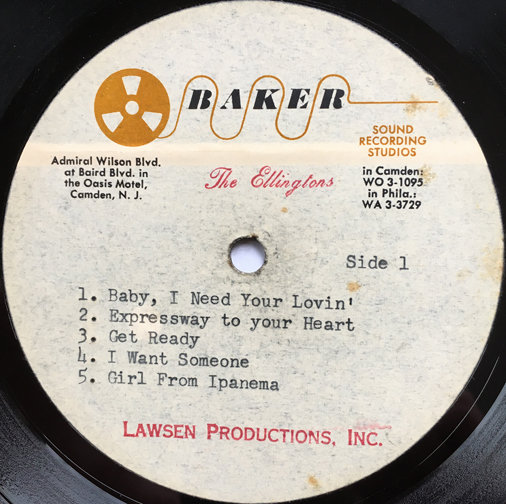 BAKER
SOUND
RECORDING
STUDIOS
Admiral Wilson Blvd.
at Baird Blvd. in
the Oasis Motel,
Camden, N. J.
The Ellingtons
in Camden:
WO 3-1095
in Phila.:
WA 3-3729
Side 1
1. Baby, I Need Your Lovin'
2. Expressway to your Heart
3. Get Ready
4. I Want Someone
5. Girl From Ipanema
LAWSEN PRODUCTIONS, INC.